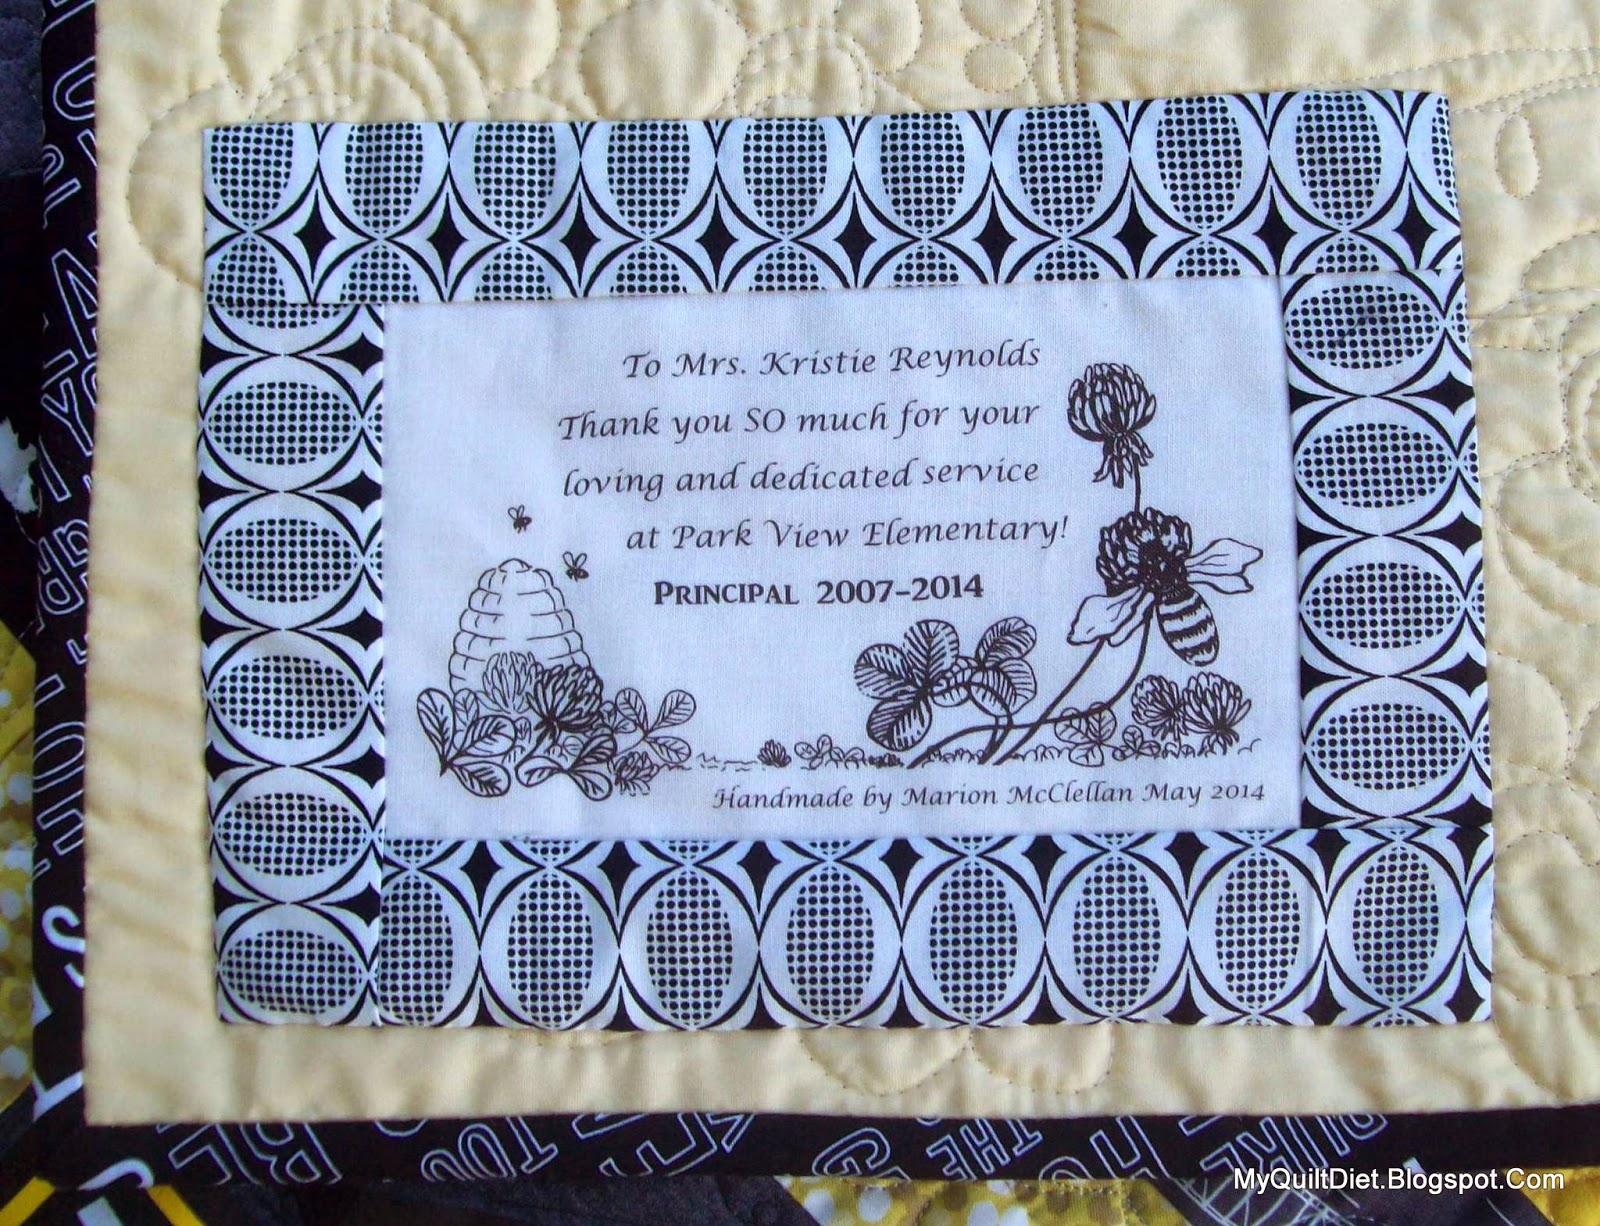 To Mrs. Kristie Reynolds
Thank you SO much for your
loving and dedicated service
at Park View Elementary!
PRINCIPAL 2007-2014
Handmade by Marion McClellan May 2014
MyQuiltDiet.Blogspot.Com